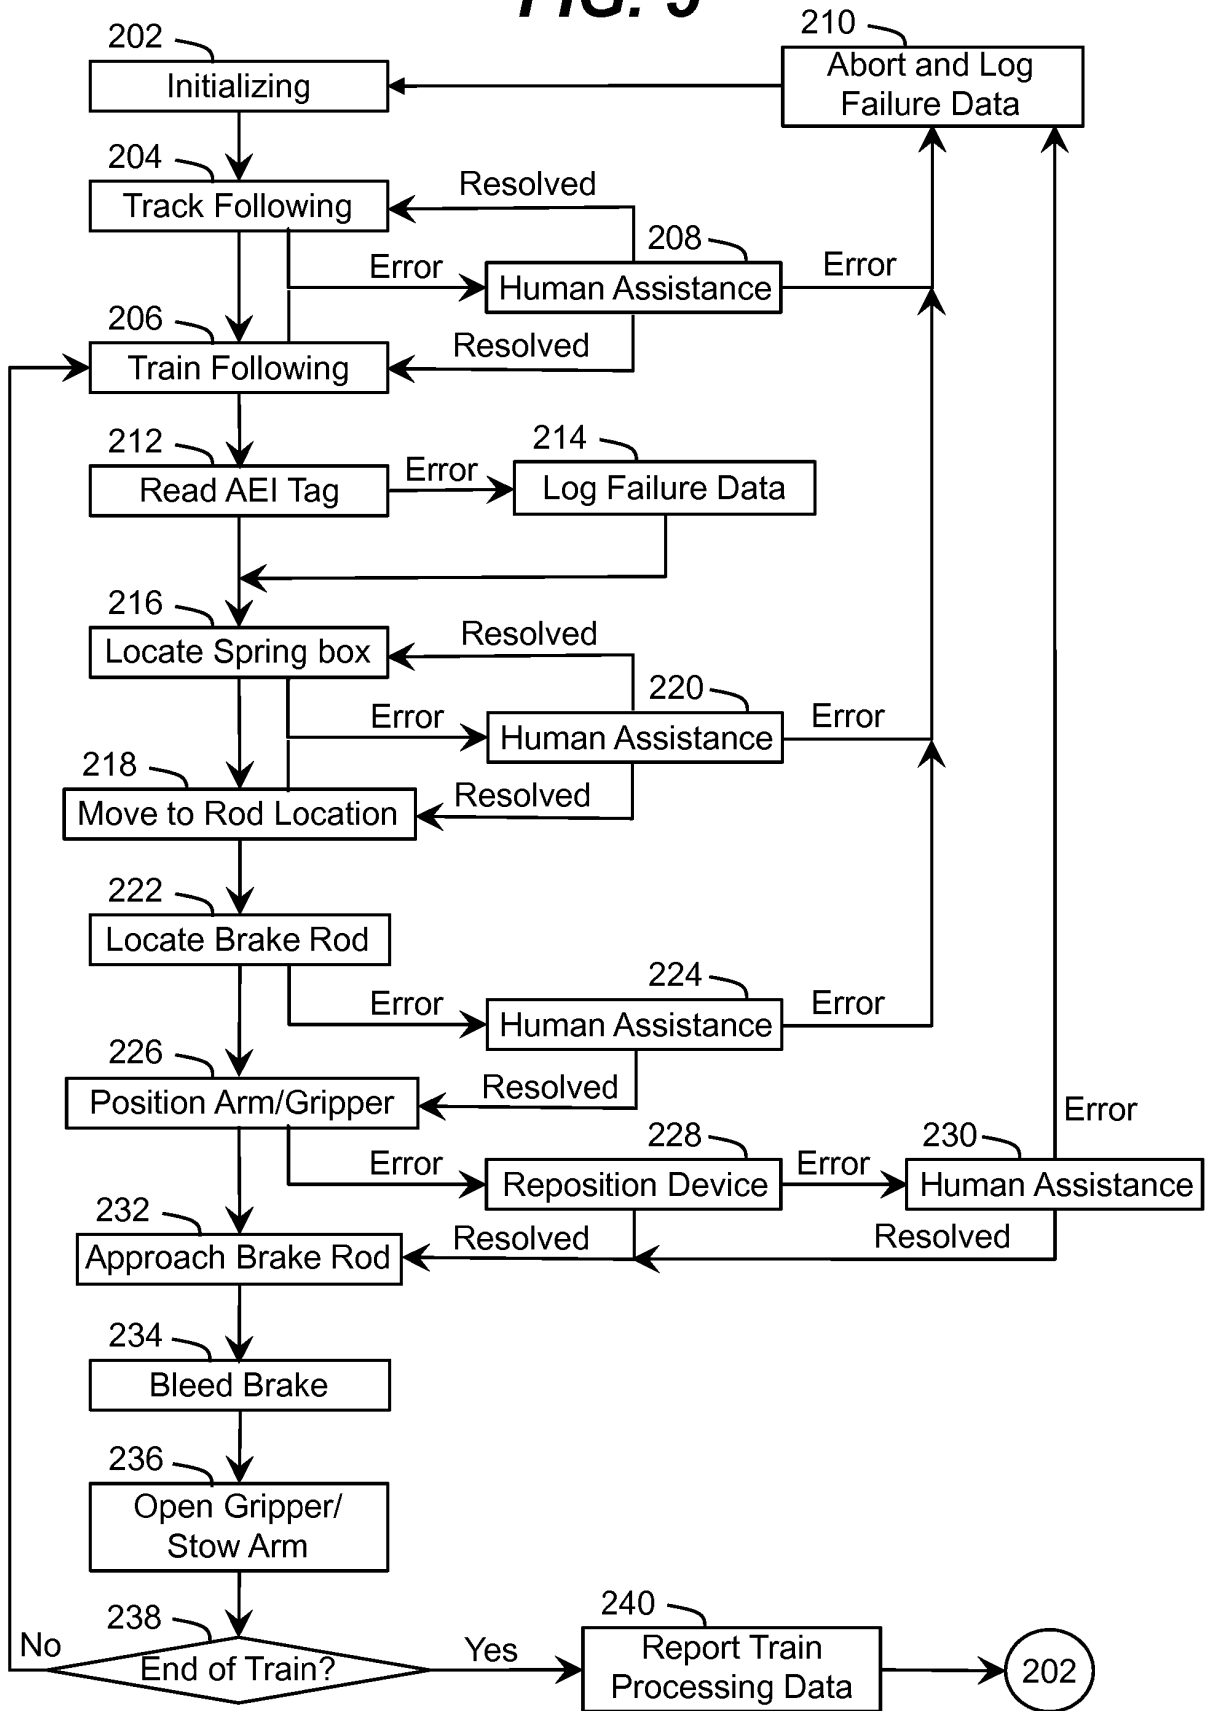 FIG. 9
210
202
Abort and Log
Failure Data
Initializing
204
Resolved
Track Following
208
Error
Human Assistance
Error
206
Resolved
Train Following
212
214
Error
Read AEI Tag
Log Failure Data
216
Resolved
Locate Spring box
220
Error
Human Assistance
Error
218
Resolved
Move to Rod Location
222
Locate Brake Rod
224
Error
Human Assistance
Error
226
Resolved
Position Arm/Gripper
Error
228
230
Error
Reposition Device
Error
Human Assistance
232
Resolved
Resolved
Approach Brake Rod
234
Bleed Brake
236
Open Gripper/
Stow Arm
238
240
No
End of Train?
Yes
Report Train
Processing Data
202